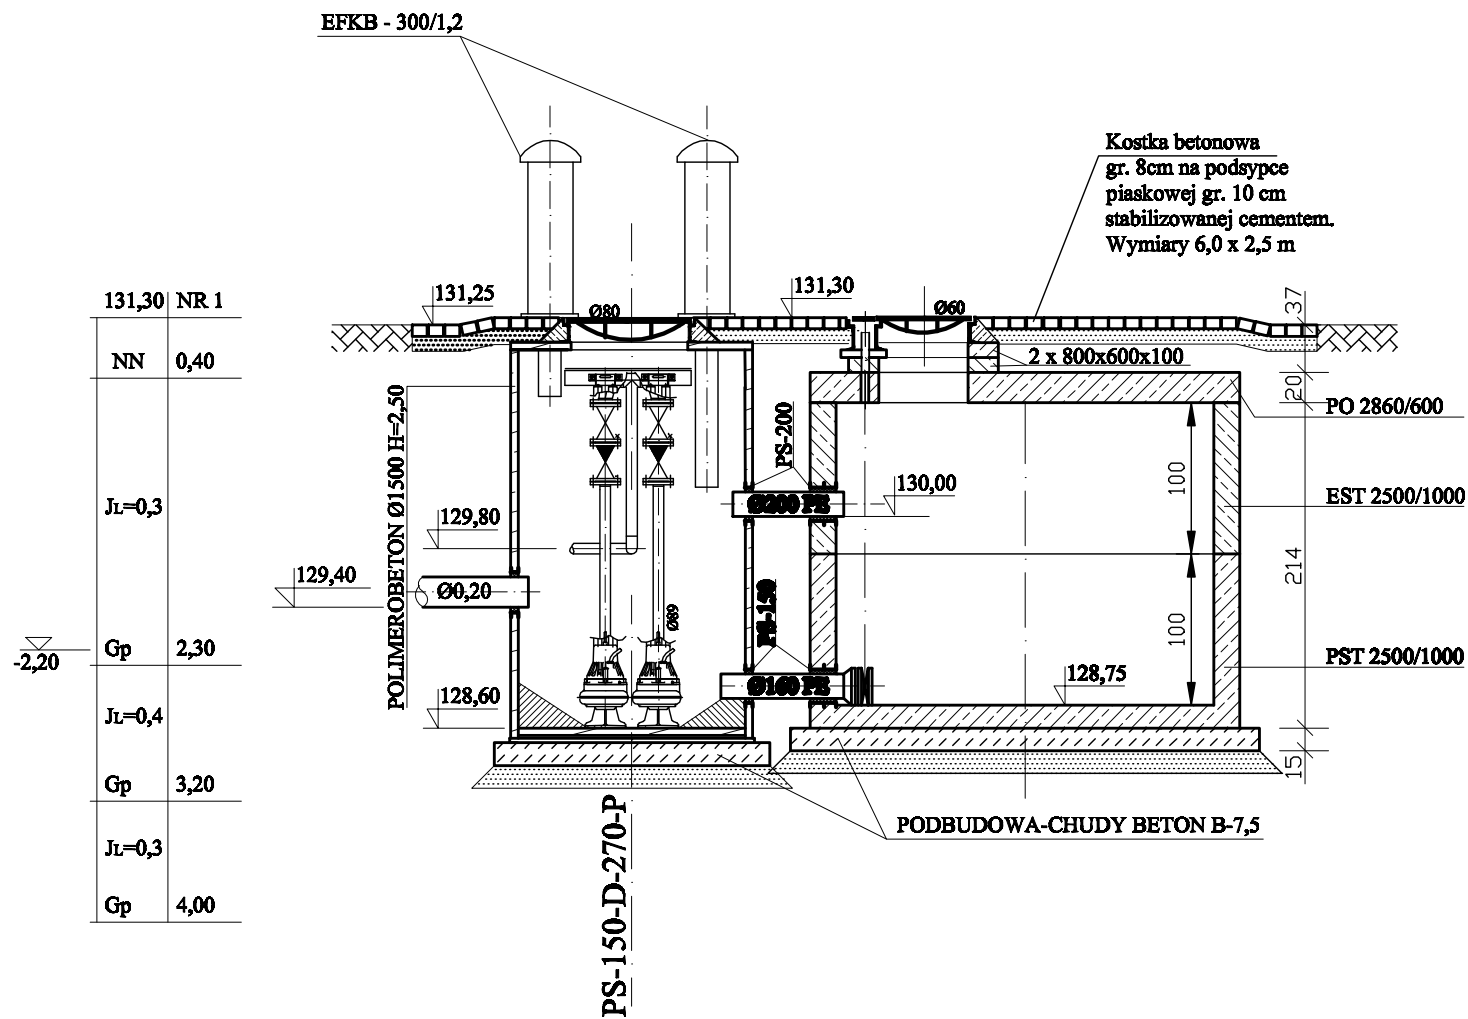 EFKB - 300/1,2
Kostka betonowa
gr. 8cm na podsypce
piaskowej gr. 10 cm
stabilizowanej cementem.
Wymiary 6,0 x 2,5 m
131,30 NR 1
131,25
131,30
Ø80
Ø60
37
NN 0,40
2 x 800x600x100
20
PO 2860/600
POLIMEROBETON Ø1500 H=2,50
PS-200
JL=0,3
Ø200 PE
130,00
100
EST 2500/1000
129,80
214
129,40
Ø0,20
PS-150
Ø89
100
-2,20
Gp 2,30
PST 2500/1000
128,60
Ø160 PE
128,75
JL=0,4
15
Gp 3,20
PODBUDOWA-CHUDY BETON B-7,5
JL=0,3
PS-150-D-270-P
Gp 4,00